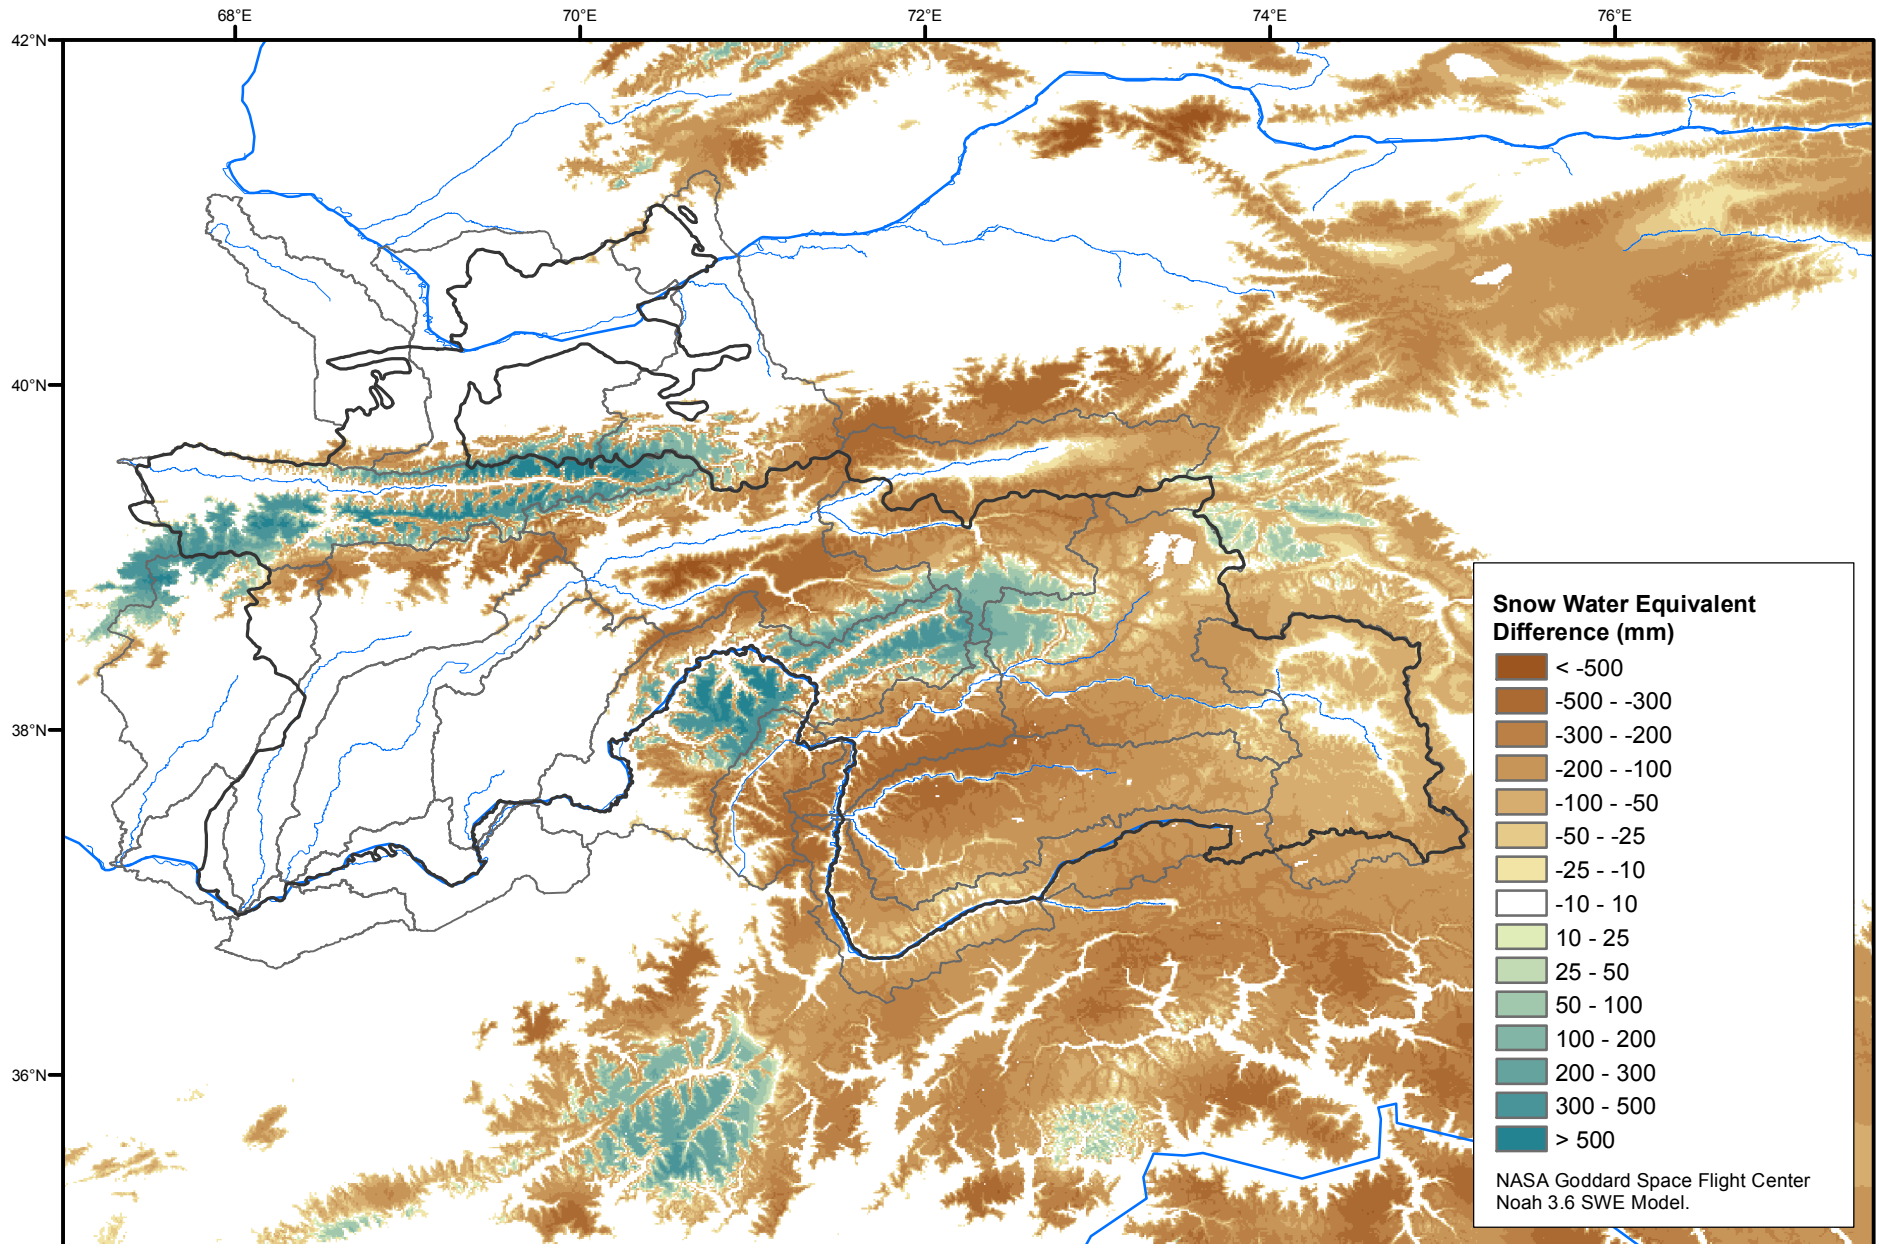 68°E 70°E 72°E 74°E 76°E
42°N
40°N
38°N
36°N
Snow Water Equivalent
Difference (mm)
< -500
-500 - -300
-300 - -200
-200 - -100
-100 - -50
-50 - -25
-25 - -10
-10 - 10
10 - 25
25 - 50
50 - 100
100 - 200
200 - 300
300 - 500
> 500
NASA Goddard Space Flight Center
Noah 3.6 SWE Model.